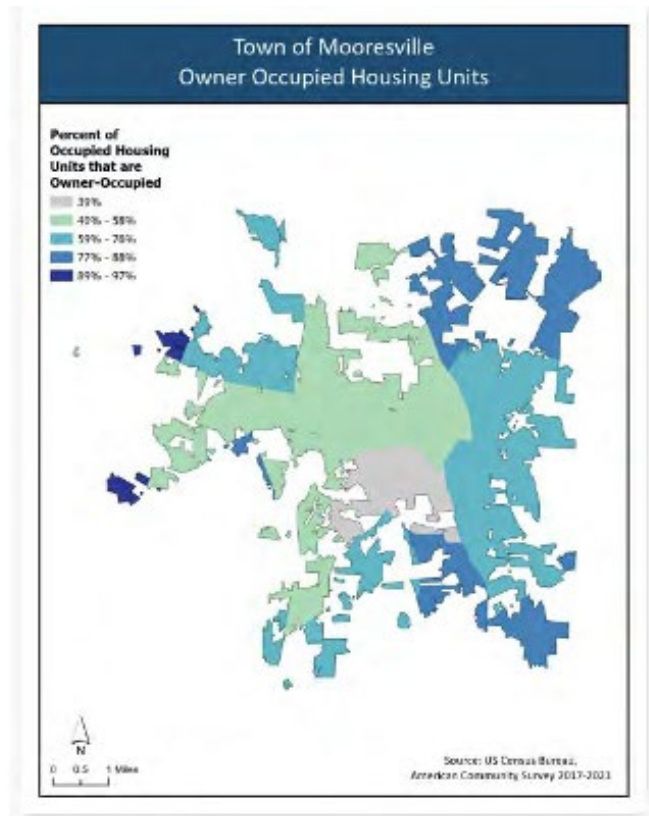 Town of Mooresville
Owner Occupied Housing Units
Percent of
Occupied Housing
Units that are
Owner-Occupied
39%
40% - 58%
59% - 76%
77% - 88%
89% - 97%
N
0 0.5 1 Miles
Source: US Census Bureau,
American Community Survey 2017-2021